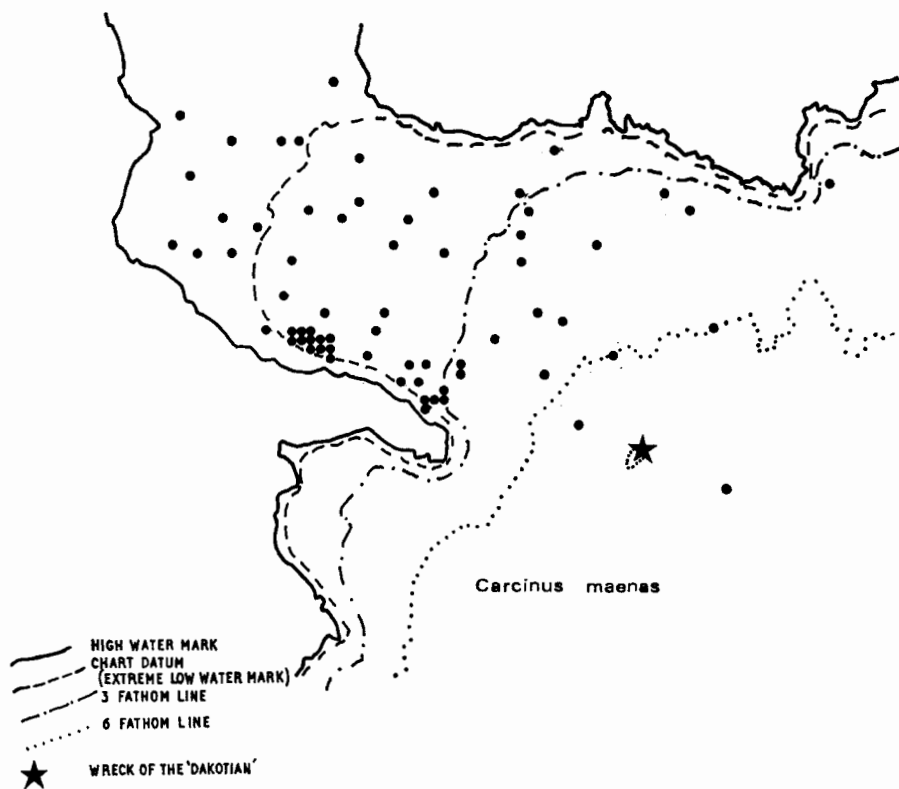 Carcinus maenas
HIGH WATER MARK
CHART DATUM
(EXTREME LOW WATER MARK)
3 FATHOM LINE
6 FATHOM LINE
WRECK OF THE 'DAKOTIAN'